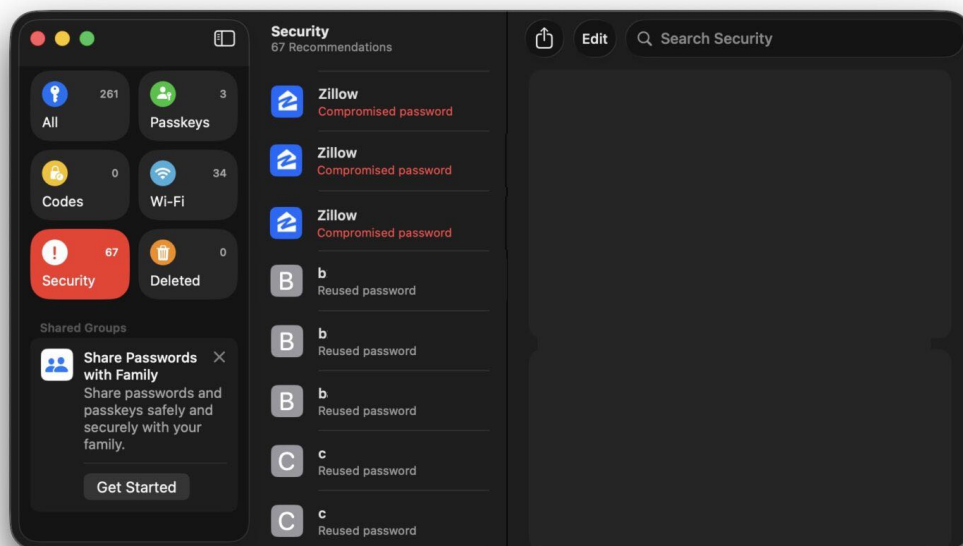 261
All
3
Passkeys
0
Codes
34
Wi-Fi
67
Security
0
Deleted
Shared Groups
Share Passwords
with Family
Share passwords and
passkeys safely and
securely with your
family.
Get Started
Security
67 Recommendations
Zillow
Compromised password
Zillow
Compromised password
Zillow
Compromised password
B
b
Reused password
B
b
Reused password
B
b
Reused password
C
c
Reused password
C
c
Reused password
Edit
Search Security